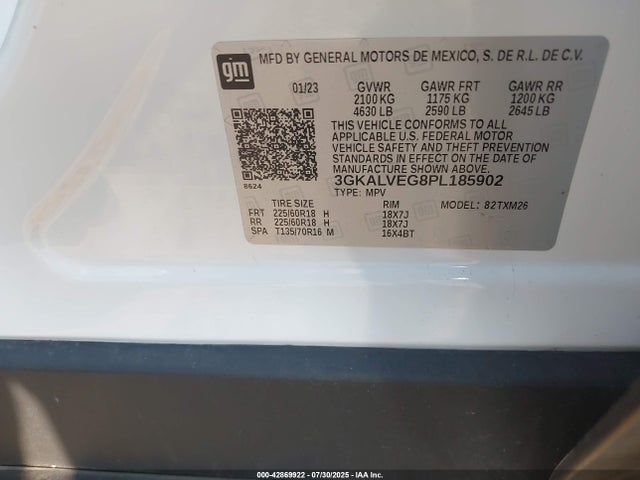 gm
MFD BY GENERAL MOTORS DE MEXICO, S. DE R.L. DE C.V.
01/23 GVWR GAWR FRT GAWR RR
2100 KG 1175 KG 1200 KG
4630 LB 2590 LB 2645 LB
THIS VEHICLE CONFORMS TO ALL
APPLICABLE U.S. FEDERAL MOTOR
VEHICLE SAFETY AND THEFT PREVENTION
STANDARDS IN EFFECT ON THE DATE OF
MANUFACTURE SHOWN ABOVE.
3GKALVEG8PL185902
8624 TYPE: MPV MODEL: 82TXM26
TIRE SIZE RIM
FRT 225/60R18 H 18X7J
RR 225/60R18 H 18X7J
SPA T135/70R16 M 16X4BT
000-42869922 | 07/30/2025 | IAA Inc.